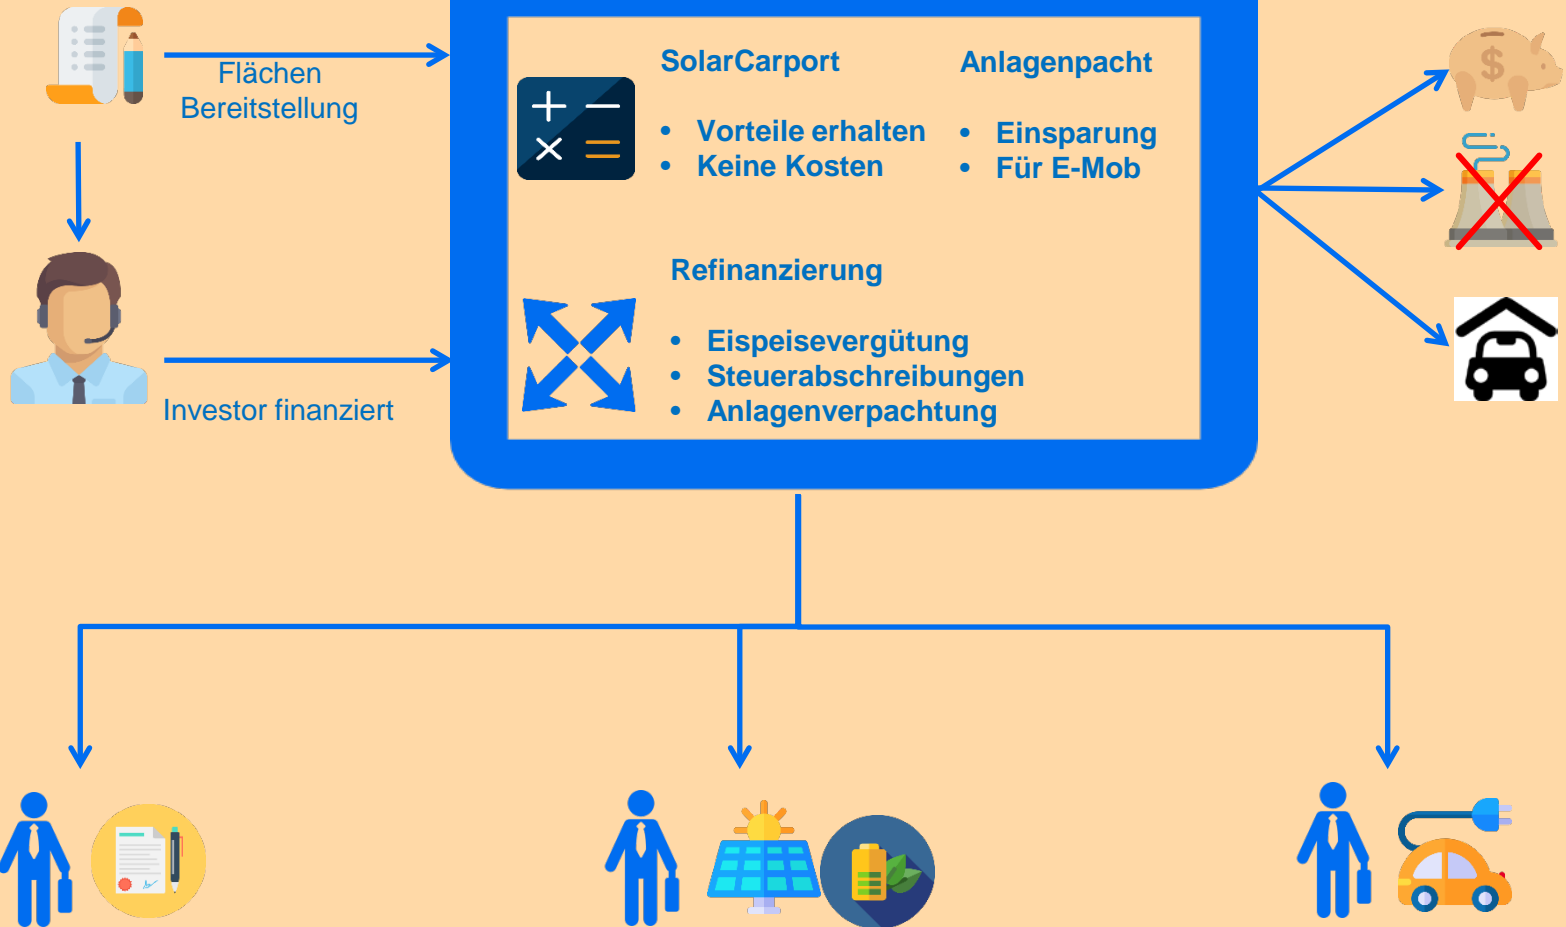 Flächen
Bereitstellung
SolarCarport
• Vorteile erhalten
• Keine Kosten
Anlagenpacht
• Einsparung
• Für E-Mob
Refinanzierung
• Eispeisevergütung
• Steuerabschreibungen
• Anlagenverpachtung
Investor finanziert
$